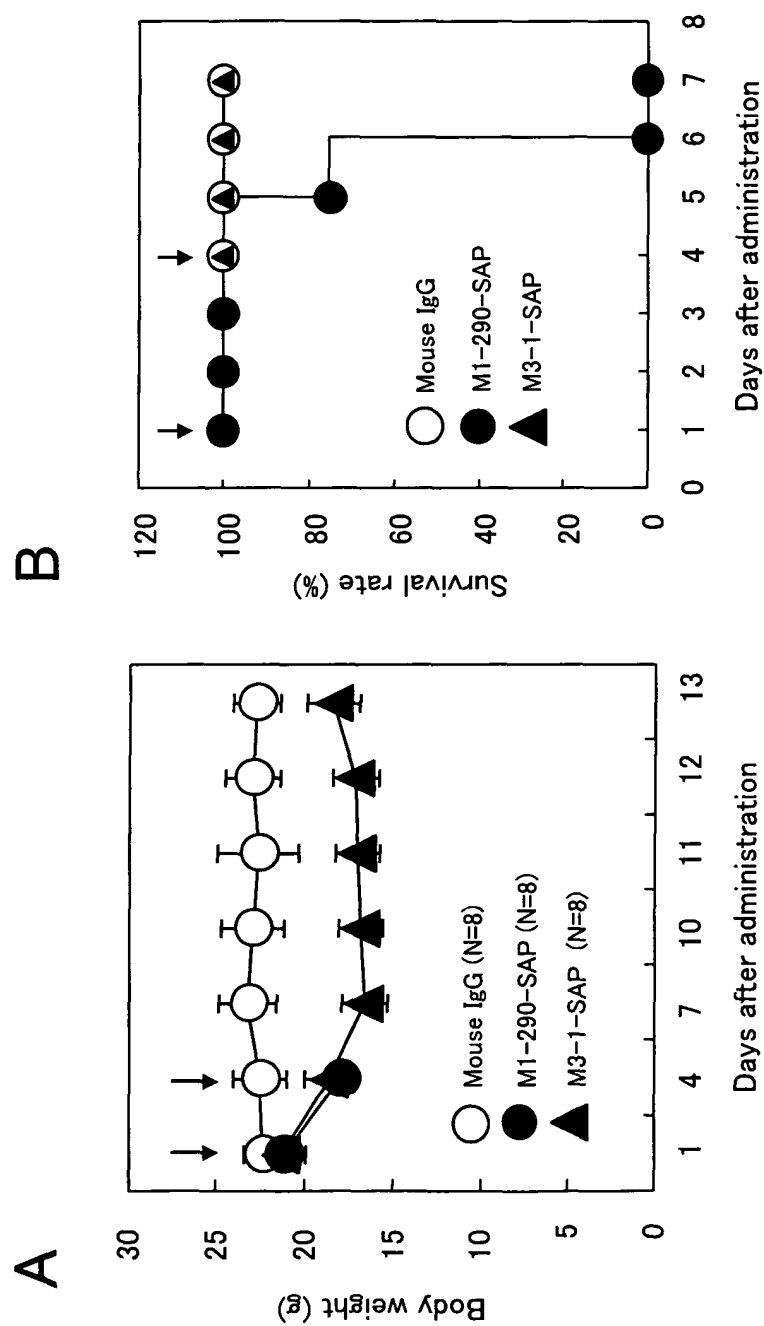 A
30
25
20
15
10
5
0
Body weight (g)
Mouse IgG (N=8)
M1-290-SAP (N=8)
M3-1-SAP (N=8)
1 4 7 10 11 12 13
Days after administration
B
120
100
80
60
40
20
0
Survival rate (%)
Mouse IgG
M1-290-SAP
M3-1-SAP
0 1 2 3 4 5 6 7 8
Days after administration